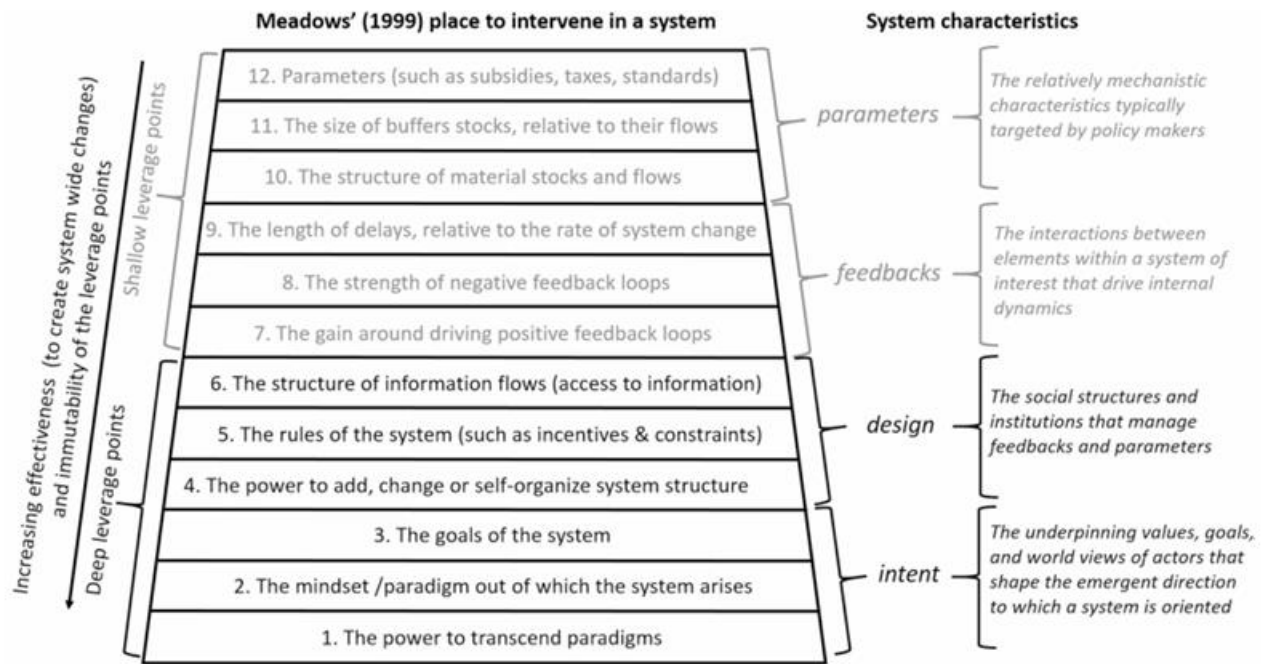 Meadows' (1999) place to intervene in a system
System characteristics
Increasing effectiveness (to create system wide changes)
and immutability of the leverage points
Shallow leverage points
Deep leverage points
12. Parameters (such as subsidies, taxes, standards)
11. The size of buffers stocks, relative to their flows
10. The structure of material stocks and flows
9. The length of delays, relative to the rate of system change
8. The strength of negative feedback loops
7. The gain around driving positive feedback loops
6. The structure of information flows (access to information)
5. The rules of the system (such as incentives & constraints)
4. The power to add, change or self-organize system structure
3. The goals of the system
2. The mindset /paradigm out of which the system arises
1. The power to transcend paradigms
parameters
The relatively mechanistic
characteristics typically
targeted by policy makers
feedbacks
The interactions between
elements within a system of
interest that drive internal
dynamics
design
The social structures and
institutions that manage
feedbacks and parameters
intent
The underpinning values, goals,
and world views of actors that
shape the emergent direction
to which a system is oriented